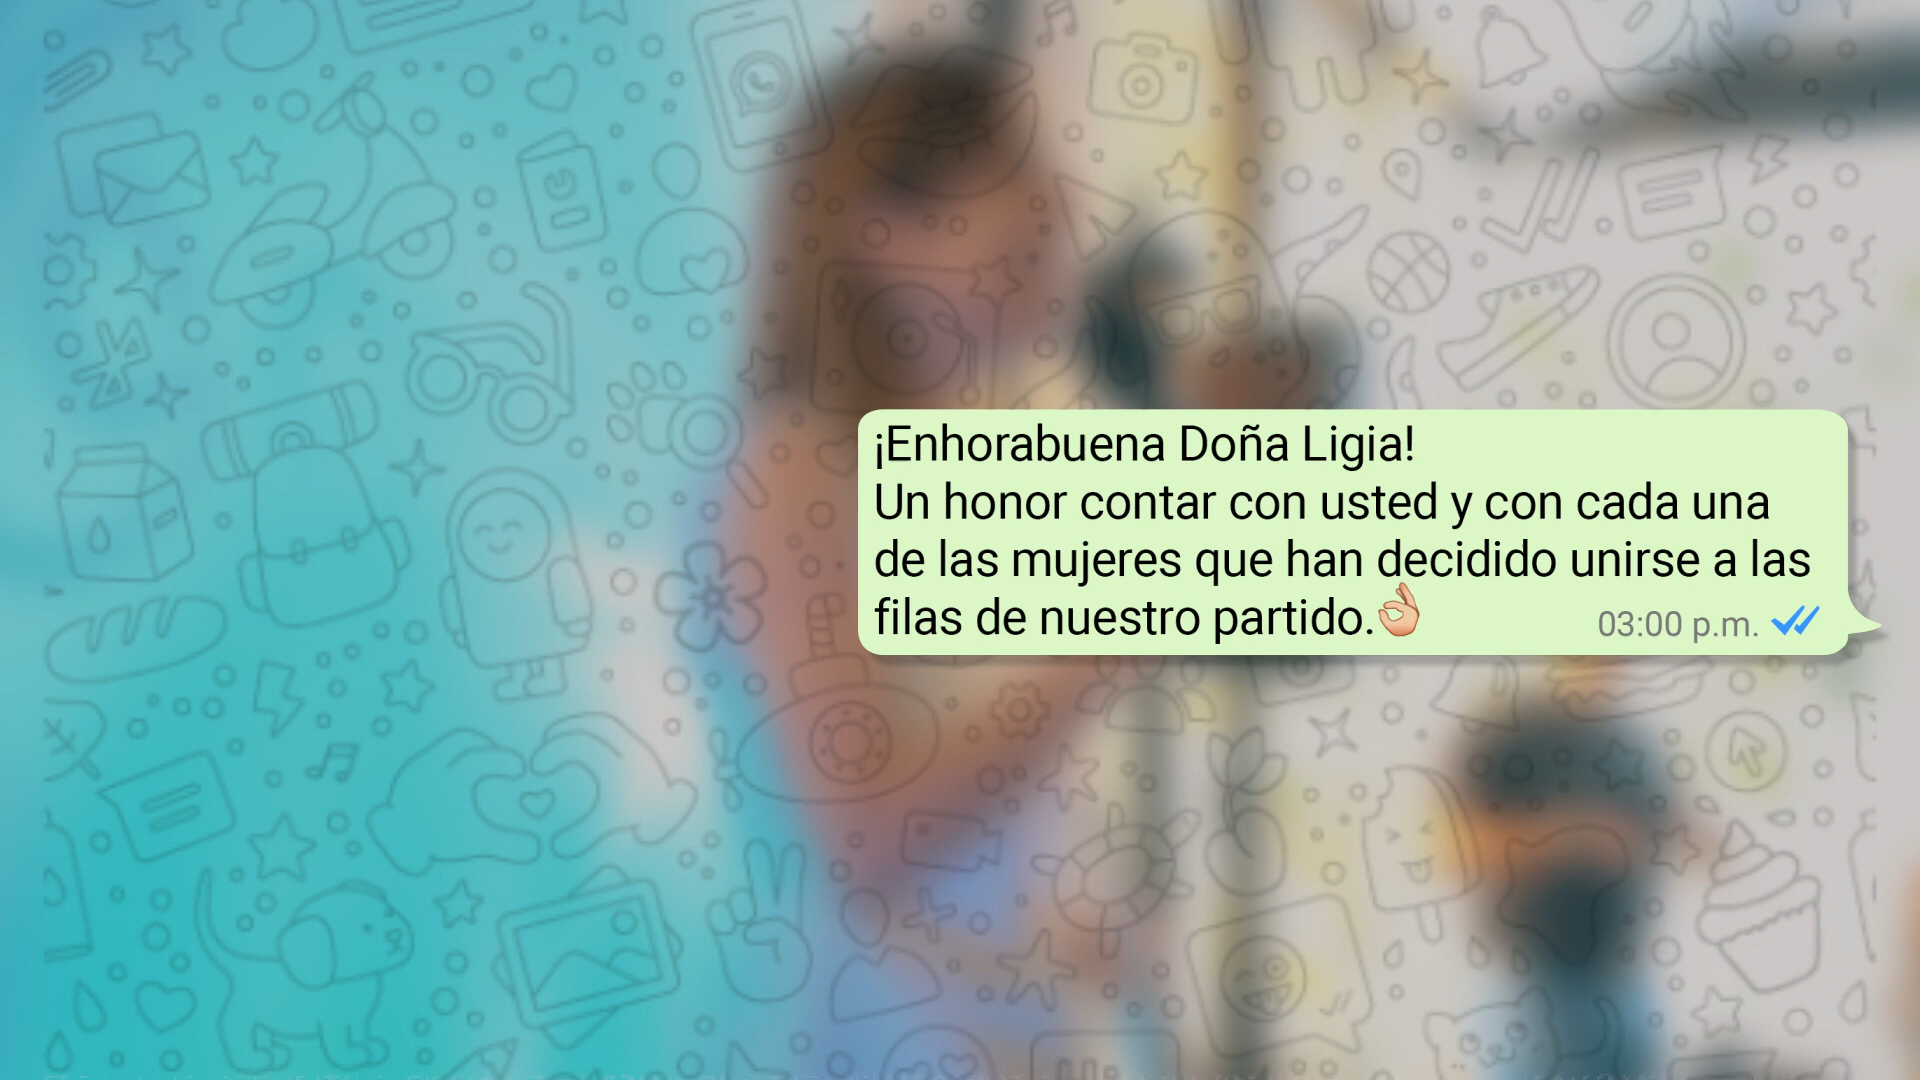 ¡Enhorabuena Doña Ligia!
Un honor contar con usted y con cada una
de las mujeres que han decidido unirse a las
filas de nuestro partido.👌
03:00 p.m.